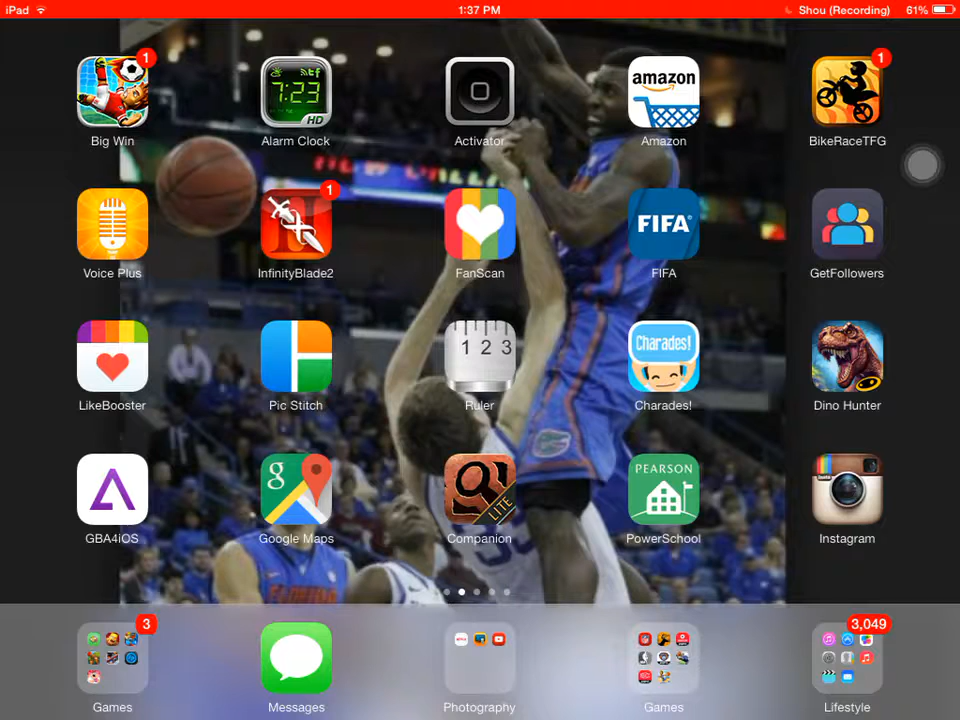 iPad 1:37 PM Shou (Recording) 61%
1 1
7:23 amazon
HD
Big Win Alarm Clock Activator Amazon BikeRaceTFG
1
FIFA
Voice Plus InfinityBlade2 FanScan FIFA GetFollowers
1 2 3 Charades!
LikeBooster Pic Stitch Ruler Charades! Dino Hunter
g LITE PEARSON
GBA4iOS Google Maps Companion PowerSchool Instagram
FLORIDA
3 3,049
Games Messages Photography Games Lifestyle